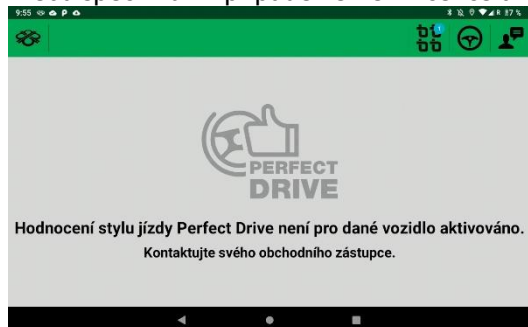 9:55
R 87%
1
PERFECT
DRIVE
Hodnocení stylu jízdy Perfect Drive není pro dané vozidlo aktivováno.
Kontaktujte svého obchodního zástupce.